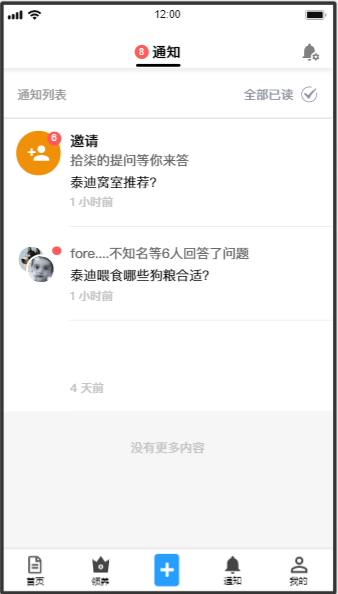 12:00
8 通知
通知列表 全部已读
6
邀请
拾柒的提问等你来答
泰迪窝室推荐?
1 小时前
fore....不知名等6人回答了问题
泰迪喂食哪些狗粮合适?
1 小时前
4 天前
没有更多内容
首页 领养 通知 我的